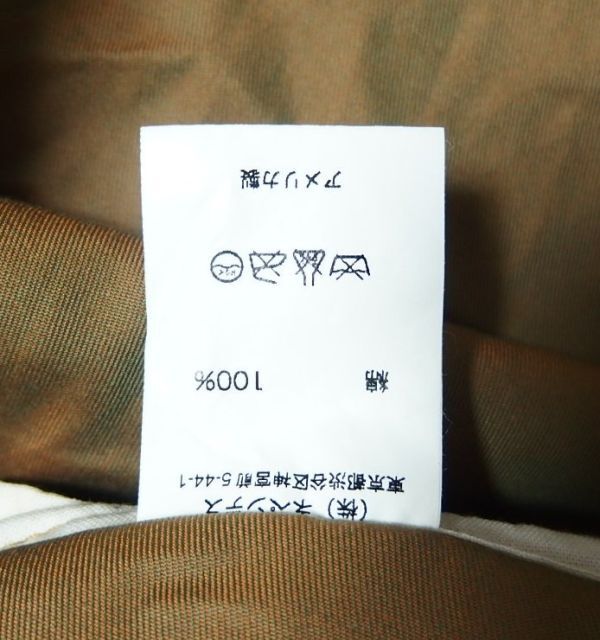 (株) ネペンテス
東京都渋谷区神宮前5-44-1
綿 100%
アメリカ製